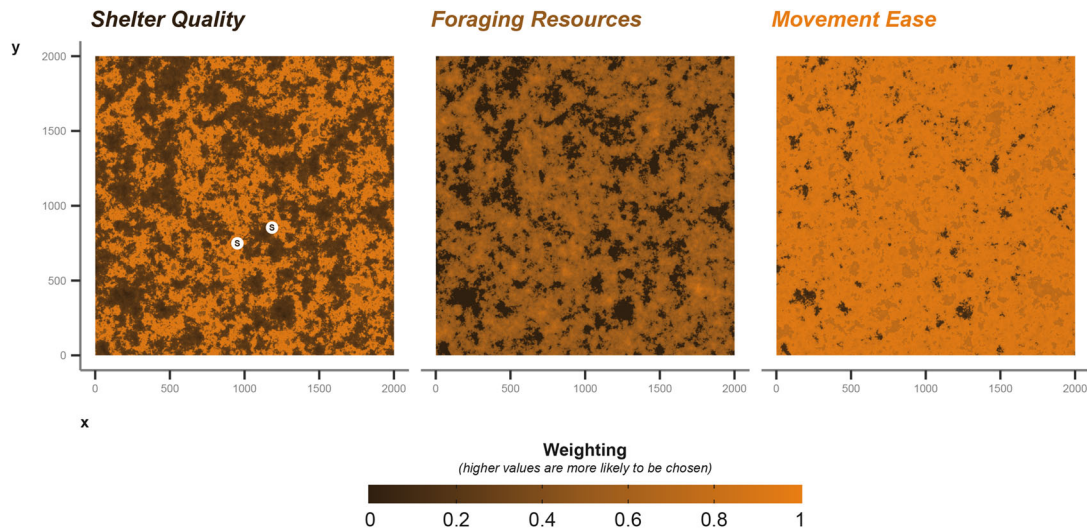 Shelter Quality Foraging Resources Movement Ease
y
2000
1500
1000
500
0
S
S
0 500 1000 1500 2000 0 500 1000 1500 2000 0 500 1000 1500 2000
x
Weighting
(higher values are more likely to be chosen)
0 0.2 0.4 0.6 0.8 1